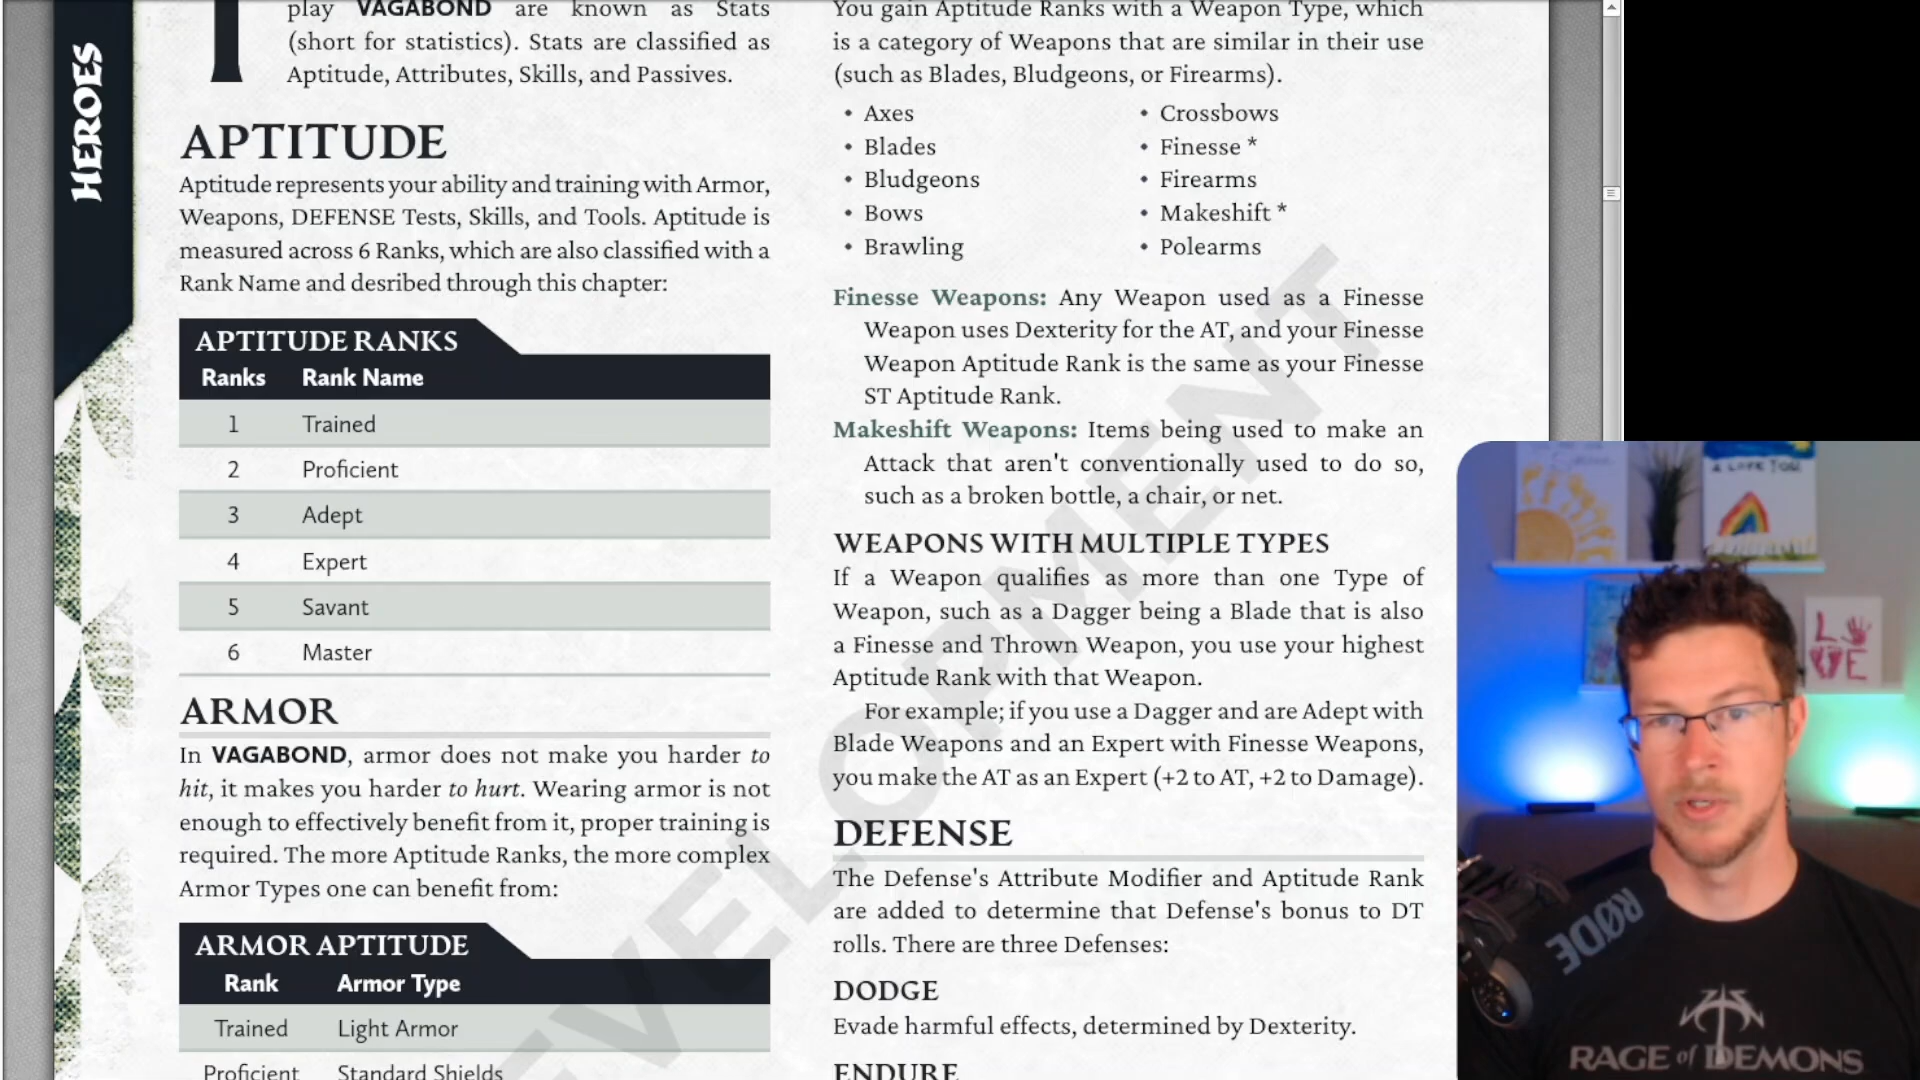 HEROES
play VAGABOND are known as Stats
(short for statistics). Stats are classified as
Aptitude, Attributes, Skills, and Passives.
APTITUDE
Aptitude represents your ability and training with Armor,
Weapons, DEFENSE Tests, Skills, and Tools. Aptitude is
measured across 6 Ranks, which are also classified with a
Rank Name and desribed through this chapter:
APTITUDE RANKS
Ranks Rank Name
1 Trained
2 Proficient
3 Adept
4 Expert
5 Savant
6 Master
ARMOR
In VAGABOND, armor does not make you harder to
hit, it makes you harder to hurt. Wearing armor is not
enough to effectively benefit from it, proper training is
required. The more Aptitude Ranks, the more complex
Armor Types one can benefit from:
ARMOR APTITUDE
Rank Armor Type
Trained Light Armor
Proficient Standard Shields
You gain Aptitude Ranks with a Weapon Type, which
is a category of Weapons that are similar in their use
(such as Blades, Bludgeons, or Firearms).
• Axes
• Blades
• Bludgeons
• Bows
• Brawling
• Crossbows
• Finesse *
• Firearms
• Makeshift *
• Polearms
Finesse Weapons: Any Weapon used as a Finesse
Weapon uses Dexterity for the AT, and your Finesse
Weapon Aptitude Rank is the same as your Finesse
ST Aptitude Rank.
Makeshift Weapons: Items being used to make an
Attack that aren't conventionally used to do so,
such as a broken bottle, a chair, or net.
WEAPONS WITH MULTIPLE TYPES
If a Weapon qualifies as more than one Type of
Weapon, such as a Dagger being a Blade that is also
a Finesse and Thrown Weapon, you use your highest
Aptitude Rank with that Weapon.
For example; if you use a Dagger and are Adept with
Blade Weapons and an Expert with Finesse Weapons,
you make the AT as an Expert (+2 to AT, +2 to Damage).
DEFENSE
The Defense's Attribute Modifier and Aptitude Rank
are added to determine that Defense's bonus to DT
rolls. There are three Defenses:
DODGE
Evade harmful effects, determined by Dexterity.
ENDURE
EVELOPMENT
LOVE
RØDE
RAGE of DEMONS